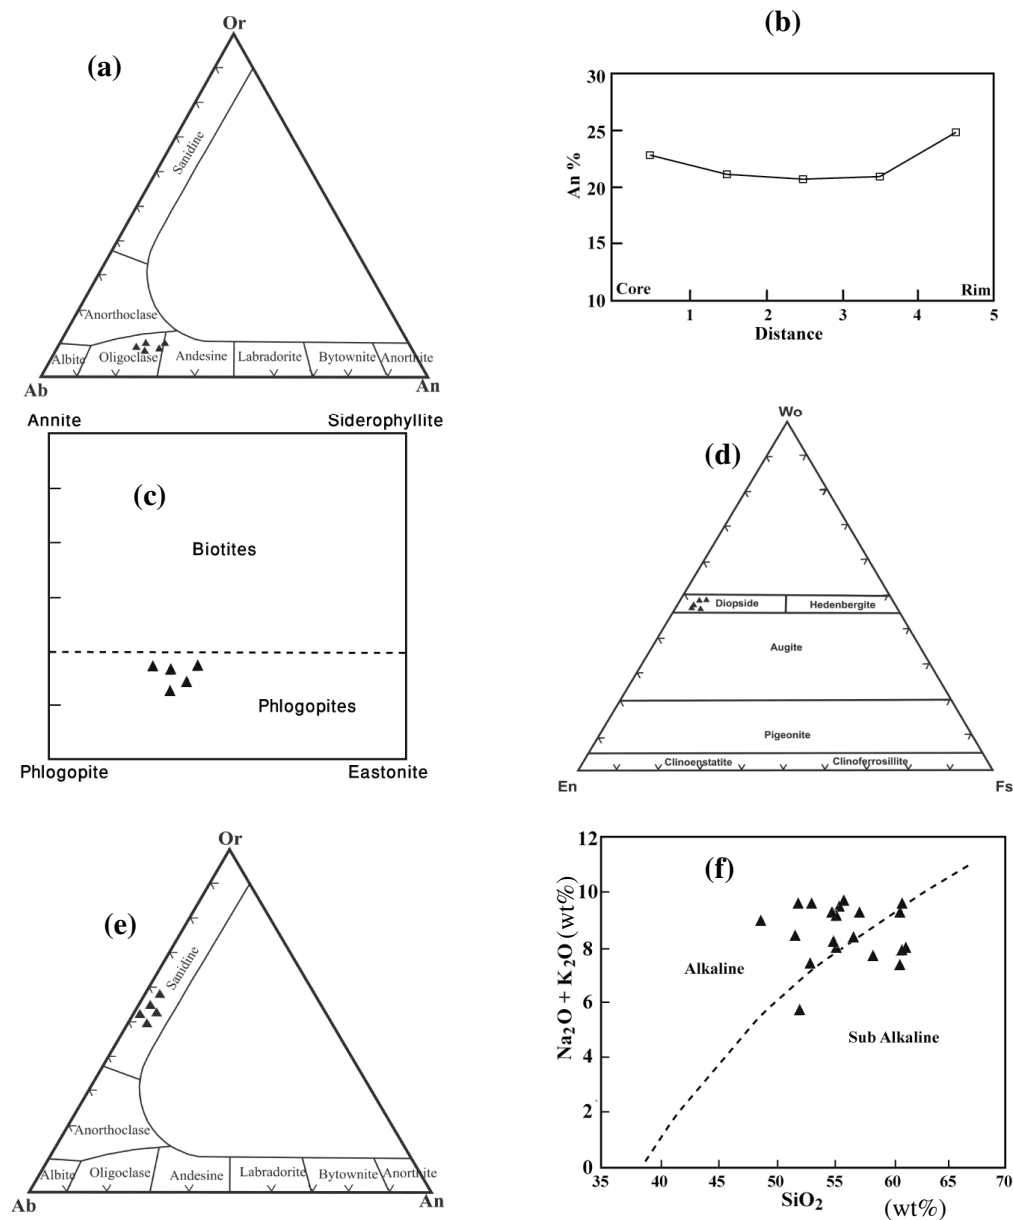 (a)
Or
Sanidine
Anorthoclase
Albite Oligoclase Andesine Labradorite Bytownite Anorthite
Ab An
(b)
30
25
20
15
10
An %
Core Rim
1 2 3 4 5
Distance
(c)
Annite Siderophyllite
Biotites
Phlogopites
Phlogopite Eastonite
(d)
Wo
Diopside Hedenbergite
Augite
Pigeonite
Clinoenstatite Clinoferrosillite
En Fs
(e)
Or
Sanidine
Anorthoclase
Albite Oligoclase Andesine Labradorite Bytownite Anorthite
Ab An
(f)
12
10
8
6
4
2
0
Na₂O + K₂O (wt%)
Alkaline
Sub Alkaline
35 40 50 55 60 65 70
SiO₂ (wt%)